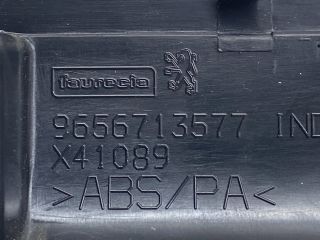 faurecia
9656713577 IND
X41089
>ABS/PA<